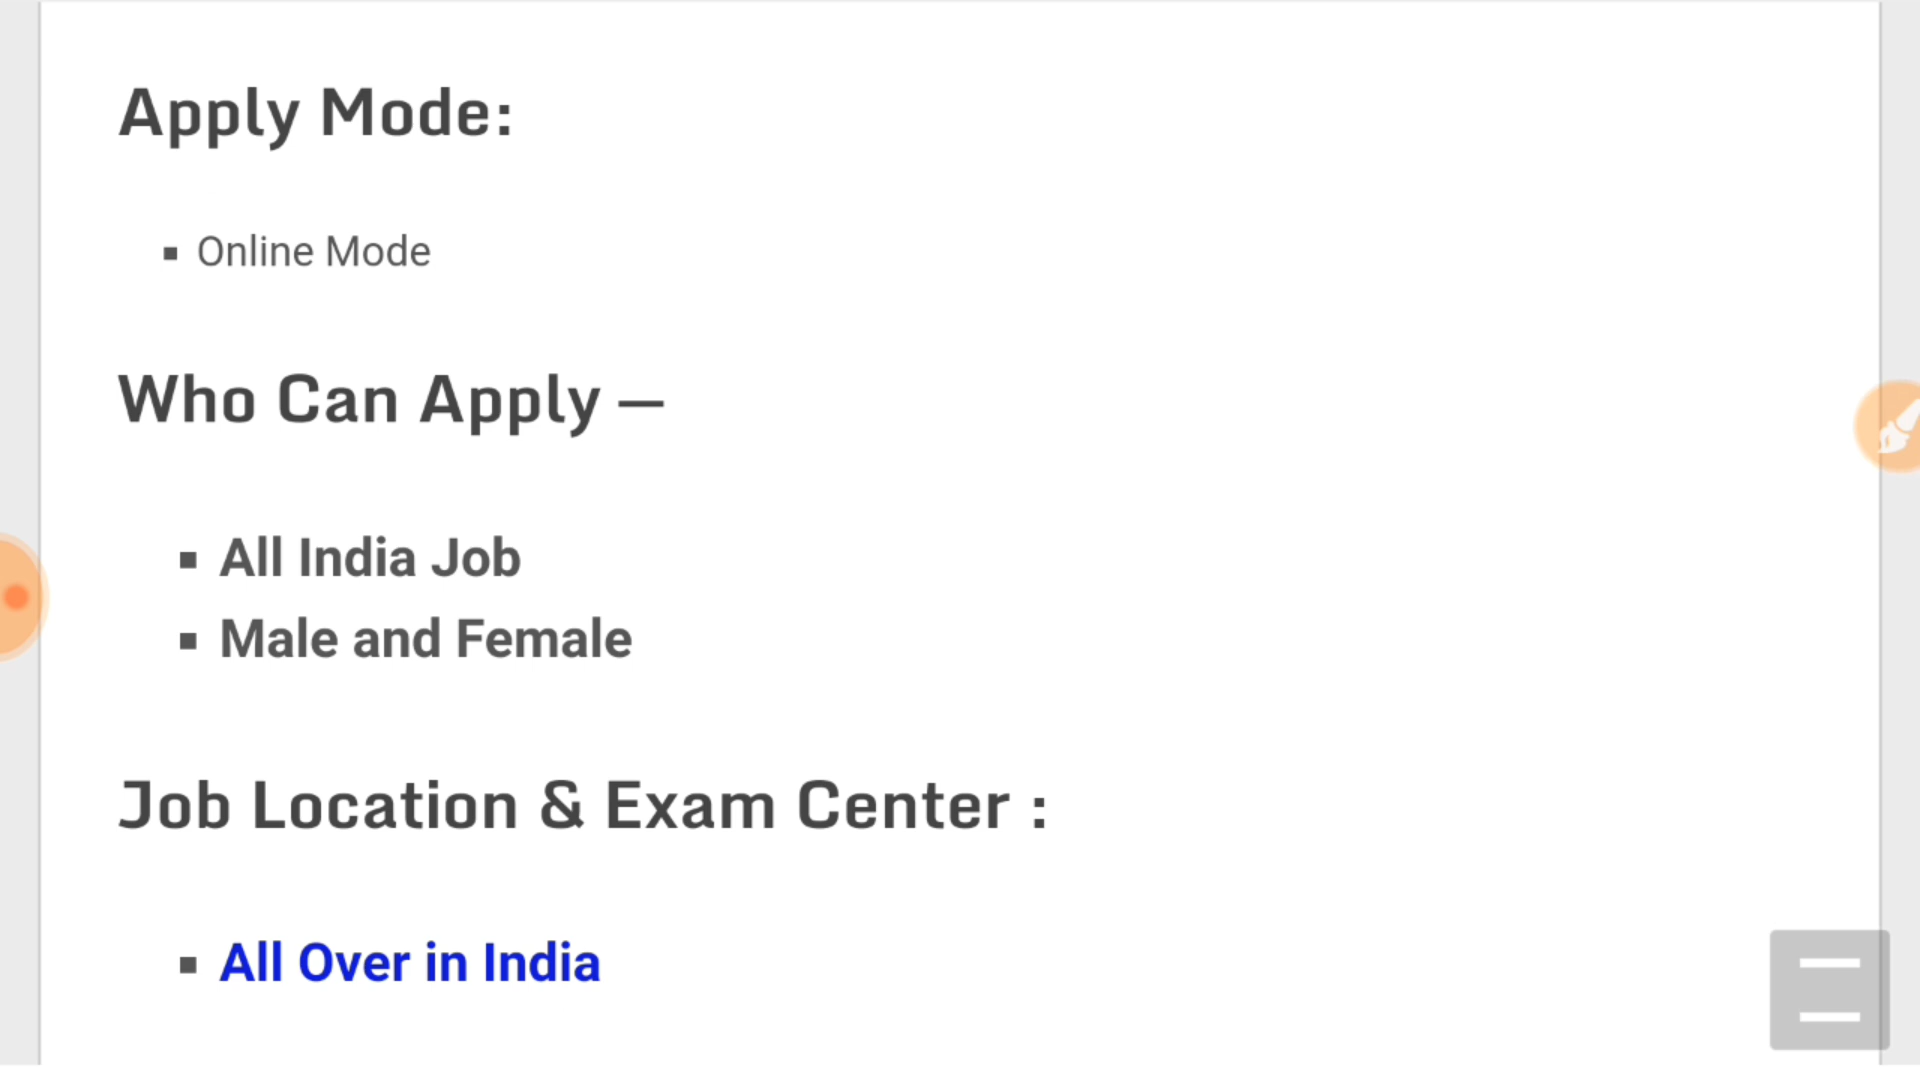 Apply Mode:
Online Mode
Who Can Apply –
All India Job
Male and Female
Job Location & Exam Center :
All Over in India